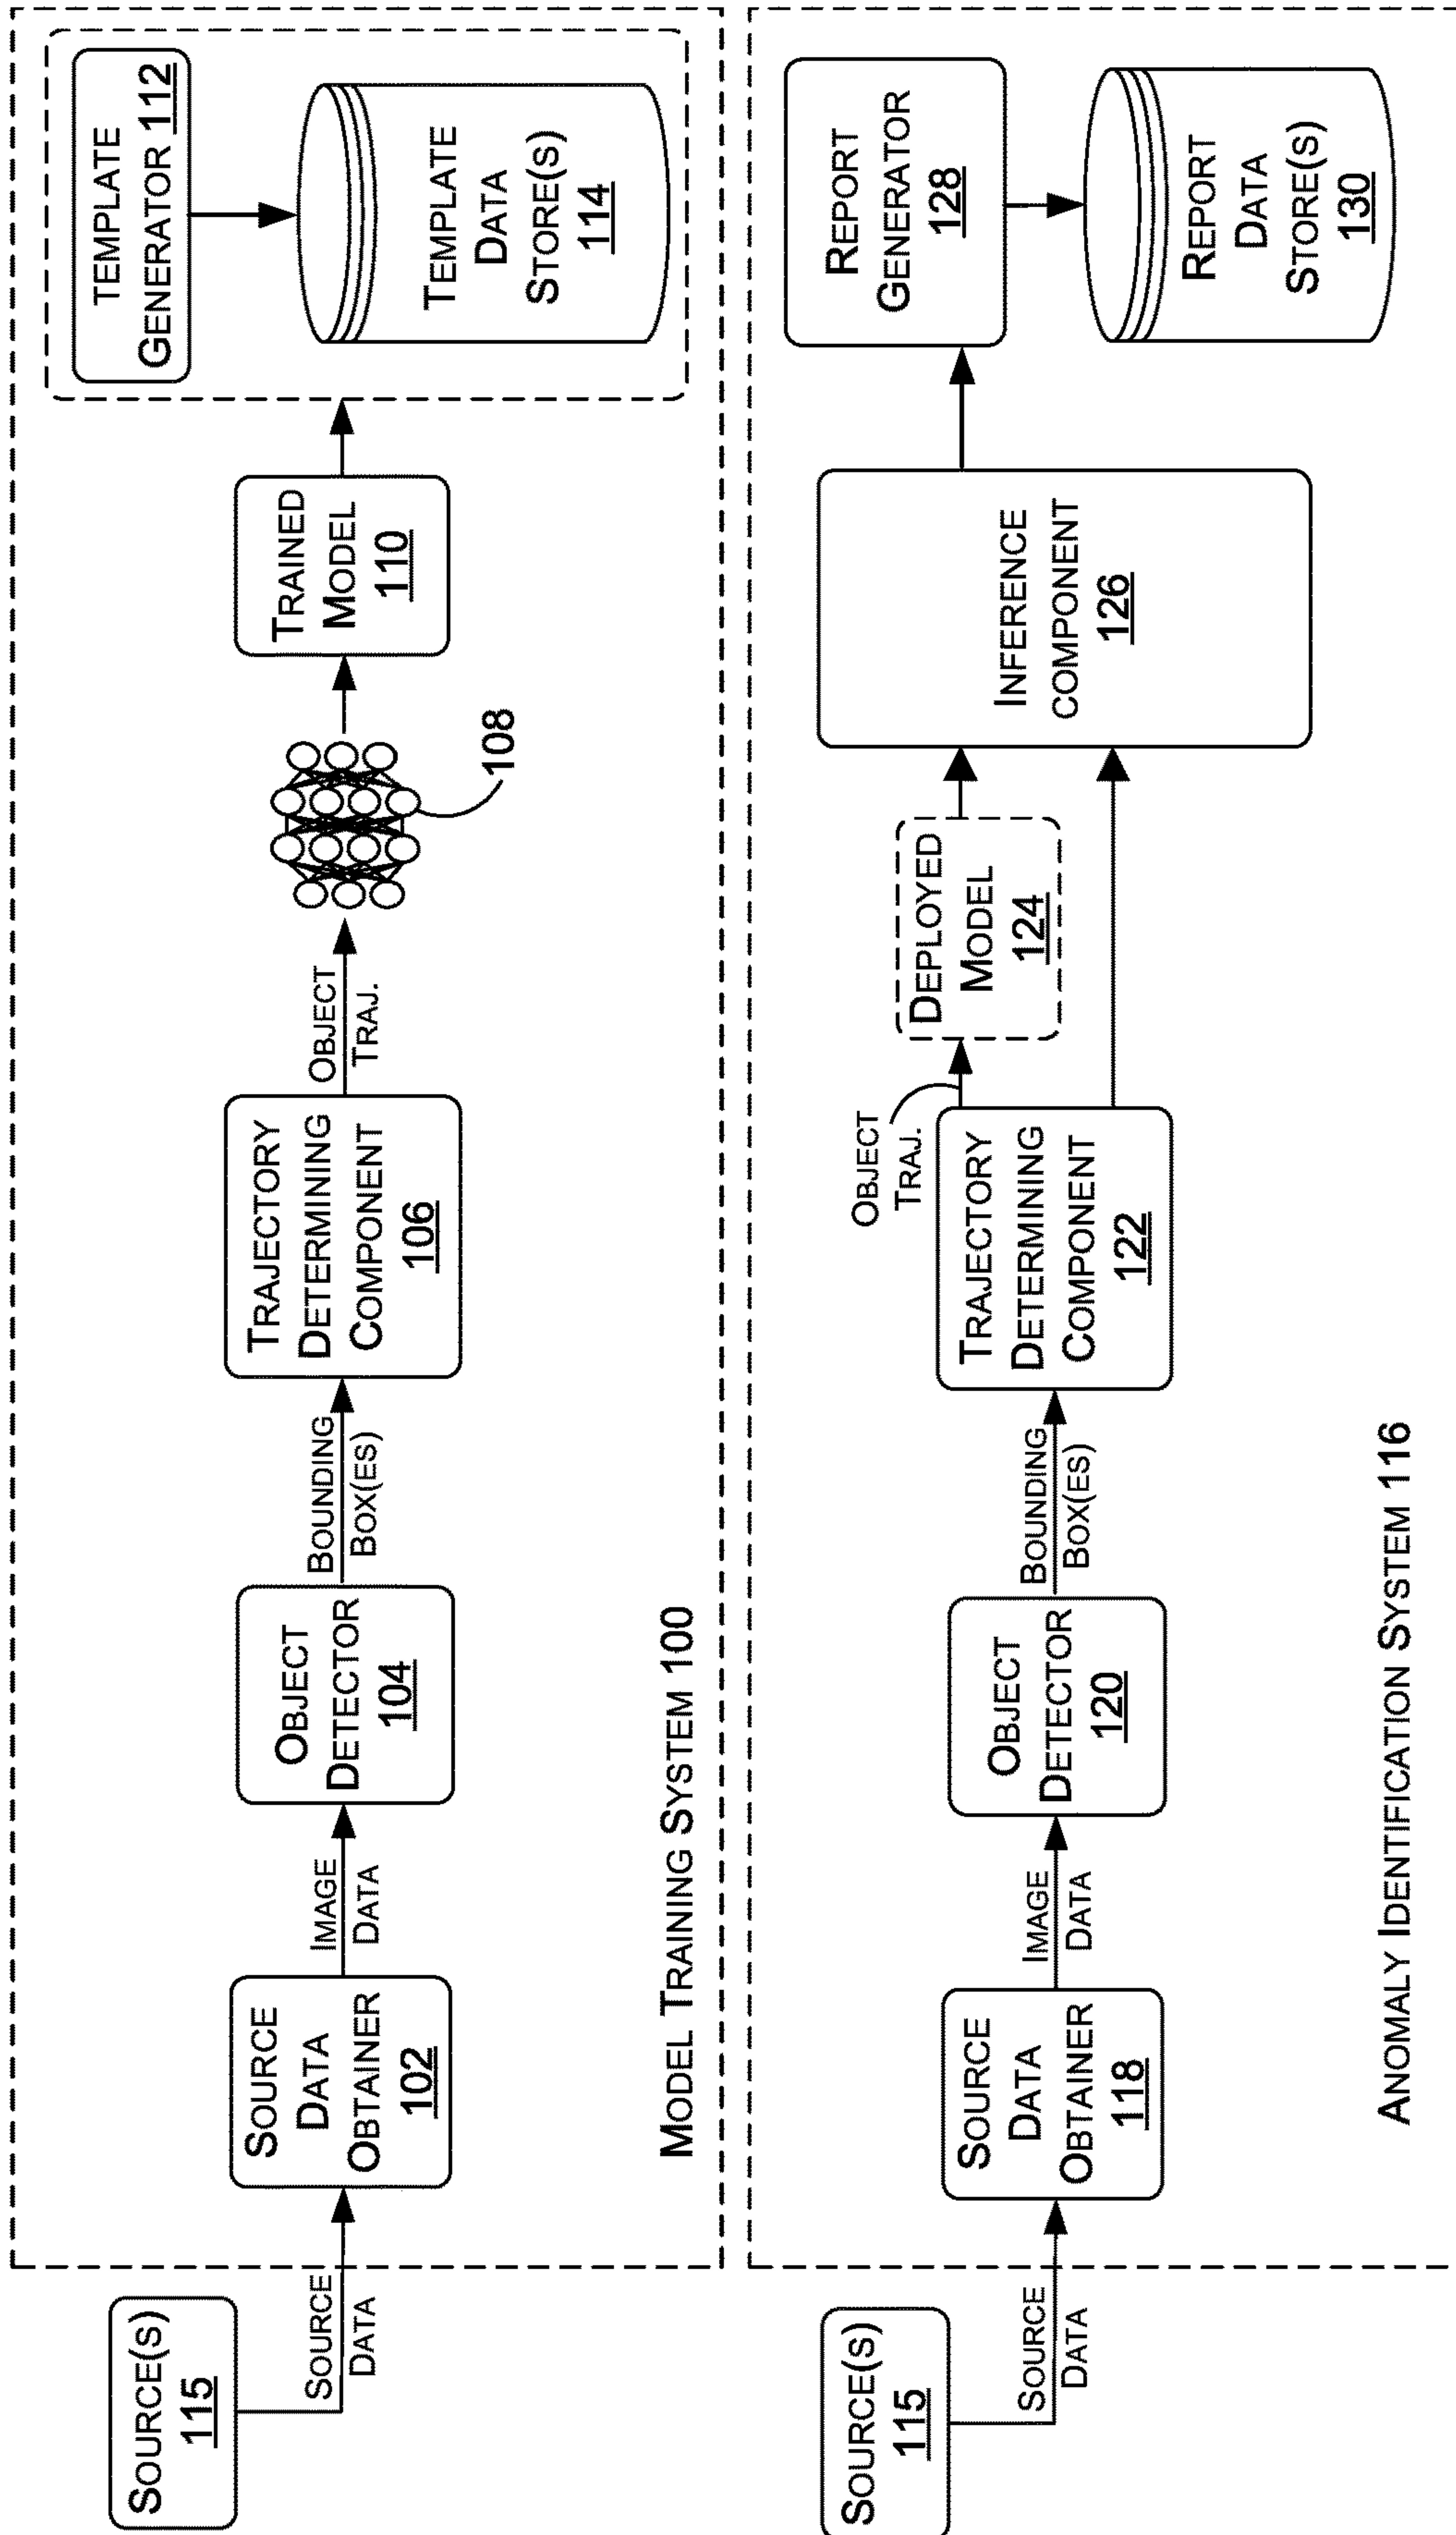 SOURCE(S)
115
SOURCE
DATA
SOURCE
DATA
OBTAINER
102
IMAGE
DATA
OBJECT
DETECTOR
104
BOUNDING
BOX(ES)
TRAJECTORY
DETERMINING
COMPONENT
106
OBJECT
TRAJ.
108
TRAINED
MODEL
110
TEMPLATE
GENERATOR 112
TEMPLATE
DATA
STORE(S)
114
MODEL TRAINING SYSTEM 100
SOURCE(S)
115
SOURCE
DATA
SOURCE
DATA
OBTAINER
118
IMAGE
DATA
OBJECT
DETECTOR
120
BOUNDING
BOX(ES)
TRAJECTORY
DETERMINING
COMPONENT
122
OBJECT
TRAJ.
DEPLOYED
MODEL
124
INFERENCE
COMPONENT
126
REPORT
GENERATOR
128
REPORT
DATA
STORE(S)
130
ANOMALY IDENTIFICATION SYSTEM 116